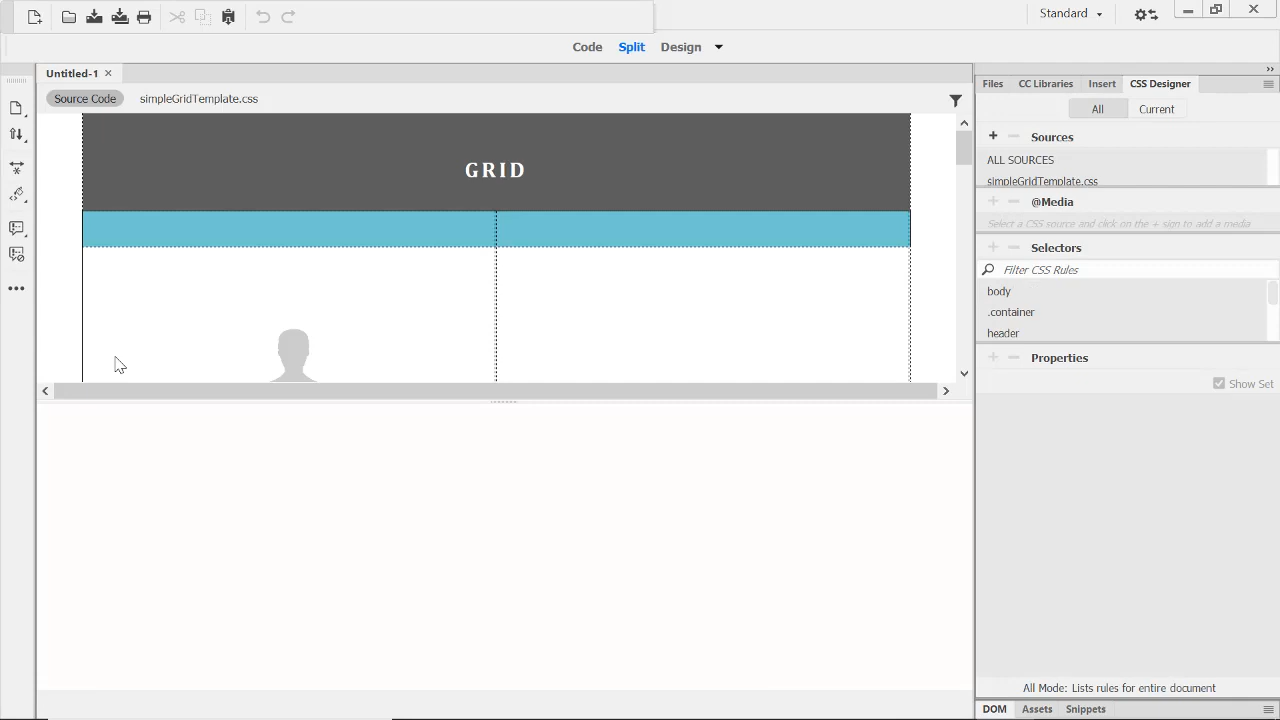 Standard
Code Split Design
Untitled-1
Files CC Libraries Insert CSS Designer
Source Code simpleGridTemplate.css
All Current
Sources
ALL SOURCES
simpleGridTemplate.css
@Media
Select a CSS source and click on the + sign to add a media
Selectors
Filter CSS Rules
body
.container
header
Properties
Show Set
GRID
All Mode: Lists rules for entire document
DOM Assets Snippets